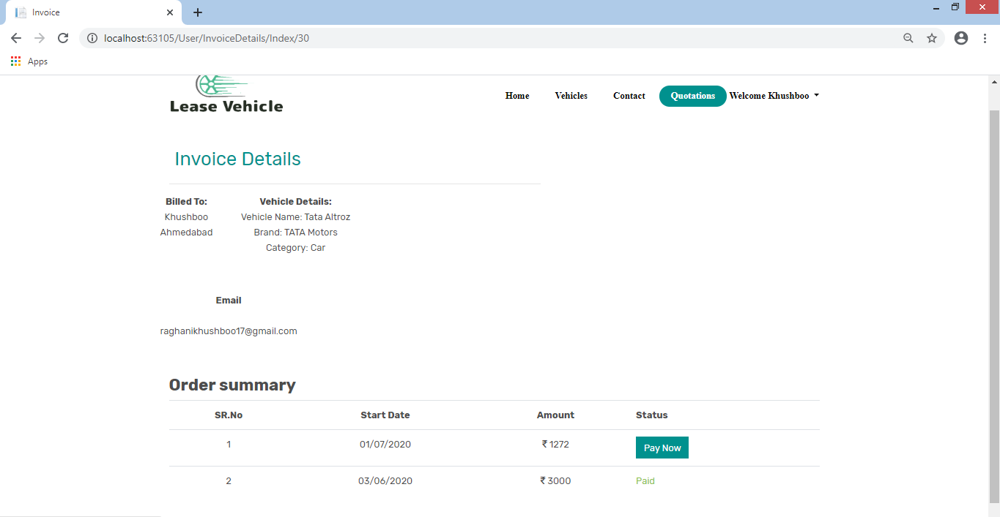 Invoice
localhost:63105/User/InvoiceDetails/Index/30
Apps
Lease Vehicle
Home Vehicles Contact Quotations Welcome Khushboo
Invoice Details
Billed To: Vehicle Details:
Khushboo Vehicle Name: Tata Altroz
Ahmedabad Brand: TATA Motors
Category: Car
Email
raghanikhushboo17@gmail.com
Order summary
SR.No Start Date Amount Status
1 01/07/2020 ₹ 1272 Pay Now
2 03/06/2020 ₹ 3000 Paid